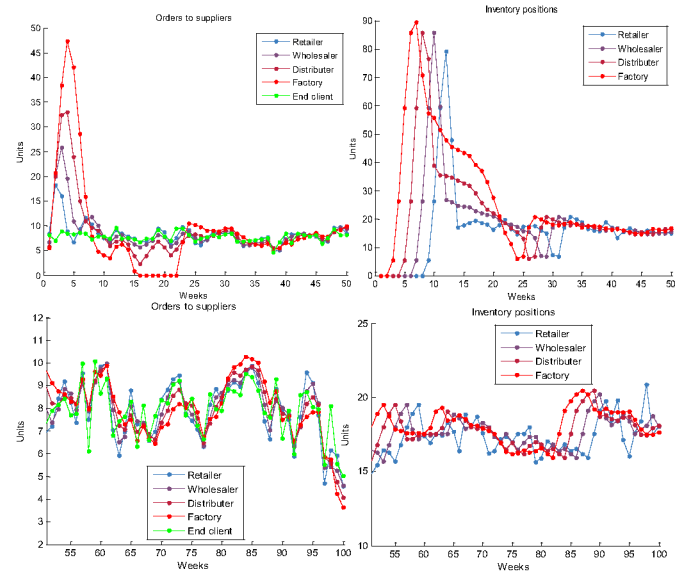 Orders to suppliers
50
45
40
35
30
25
20
15
10
5
0
Units
0 5 10 15 20 25 30 35 40 45 50
Weeks
Retailer
Wholesaler
Distributer
Factory
End client
Inventory positions
90
80
70
60
50
40
30
20
10
0
Units
0 5 10 15 20 25 30 35 40 45 50
Weeks
Retailer
Wholesaler
Distributer
Factory
Orders to suppliers
12
11
10
9
8
7
6
5
4
3
2
Units
55 60 65 70 75 80 85 90 95 100
Weeks
Retailer
Wholesaler
Distributer
Factory
End client
Inventory positions
25
20
15
10
Units
55 60 65 70 75 80 85 90 95 100
Weeks
Retailer
Wholesaler
Distributer
Factory